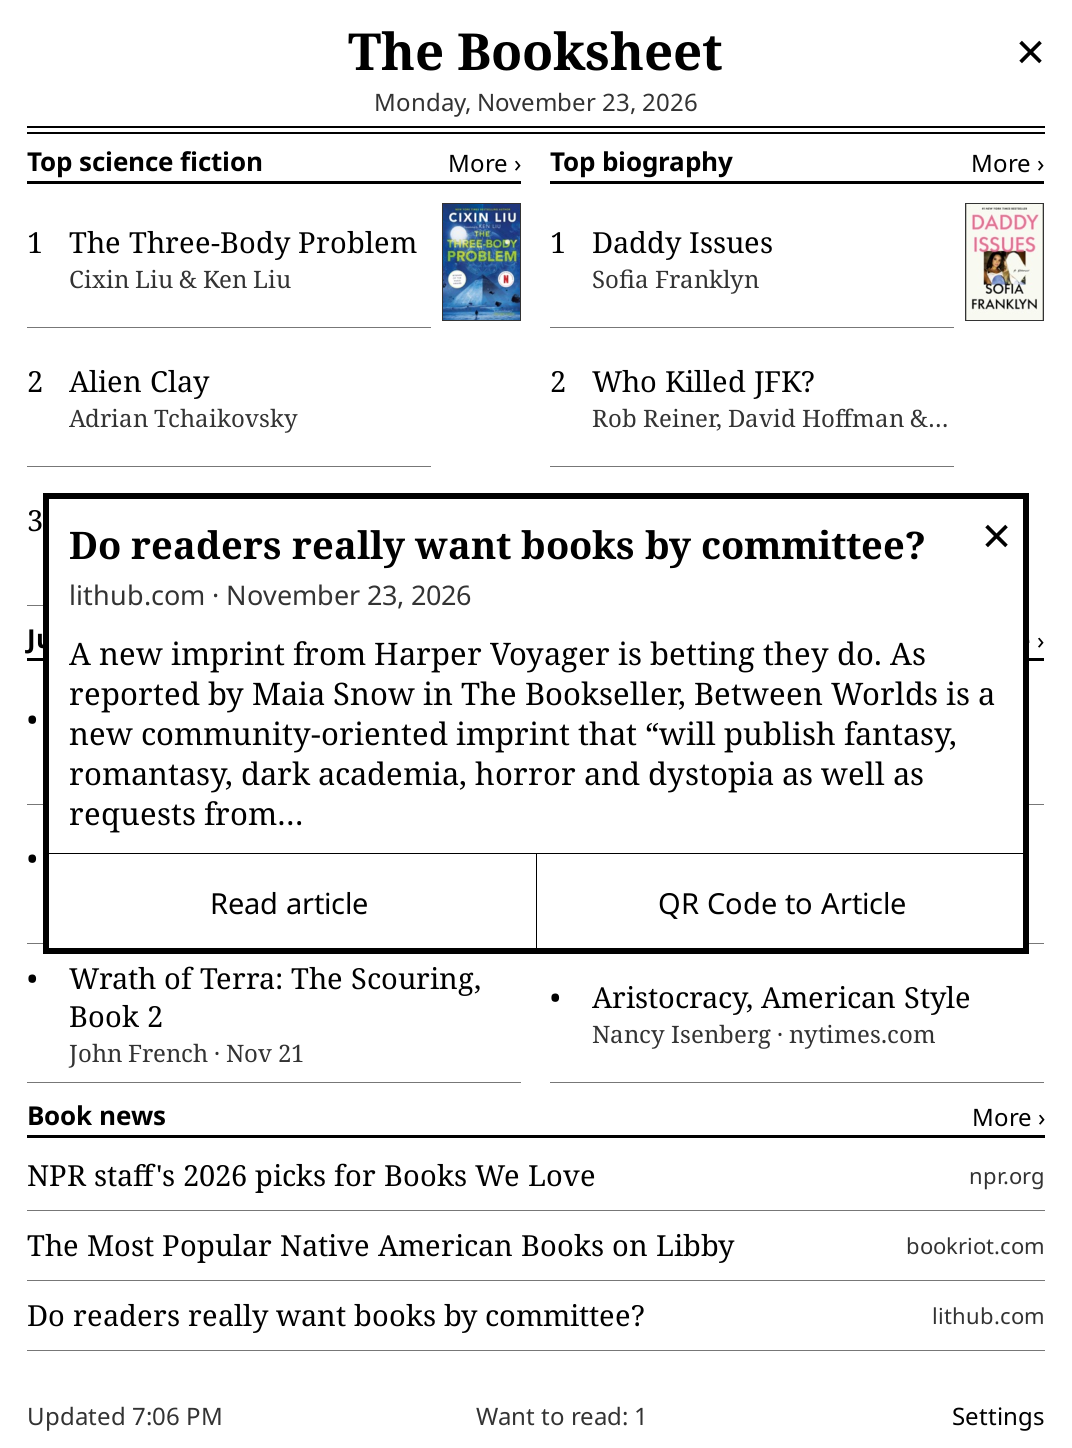 The Booksheet
×
Monday, November 23, 2026
Top science fiction
More ›
Top biography
More ›
1 The Three-Body Problem
Cixin Liu & Ken Liu
CIXIN LIU
THE
THREE-BODY
PROBLEM
1 Daddy Issues
Sofia Franklyn
DADDY
ISSUES
SOFIA
FRANKLYN
2 Alien Clay
Adrian Tchaikovsky
2 Who Killed JFK?
Rob Reiner, David Hoffman &…
3
Do readers really want books by committee?
×
lithub.com · November 23, 2026
A new imprint from Harper Voyager is betting they do. As
reported by Maia Snow in The Bookseller, Between Worlds is a
new community-oriented imprint that “will publish fantasy,
romantasy, dark academia, horror and dystopia as well as
requests from…
Read article
QR Code to Article
• Wrath of Terra: The Scouring,
Book 2
John French · Nov 21
• Aristocracy, American Style
Nancy Isenberg · nytimes.com
Book news
More ›
NPR staff's 2026 picks for Books We Love
npr.org
The Most Popular Native American Books on Libby
bookriot.com
Do readers really want books by committee?
lithub.com
Updated 7:06 PM
Want to read: 1
Settings